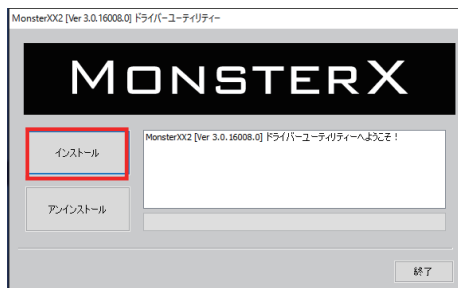 MonsterXX2 [Ver 3.0.16008.0] ドライバーユーティリティー
MONSTERX
インストール
MonsterXX2 [Ver 3.0.16008.0] ドライバーユーティリティーへようこそ！
アンインストール
終了